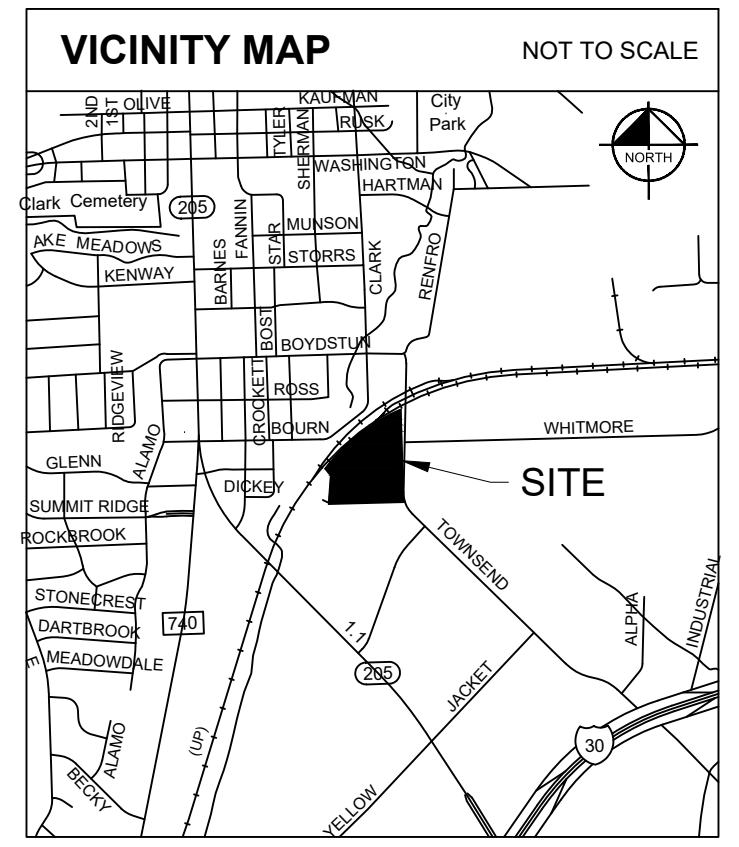 VICINITY MAP
NOT TO SCALE
2ND
1ST
OLIVE
KAUFMAN
City
Park
TYLER
SHERMAN
RUSK
NORTH
WASHINGTON
HARTMAN
Clark Cemetery
205
FANNIN
STAR
MUNSON
AKE MEADOWS
STORRS
KENWAY
BARNES
CLARK
RENFRO
BOST
BOYDSTUN
RIDGEVIEW
CROCKETT
ROSS
ALAMO
BOURN
WHITMORE
GLENN
DICKEY
SITE
SUMMIT RIDGE
ROCKBROOK
TOWNSEND
STONECREST
740
DARTBROOK
1.1
ALPHA
INDUSTRIAL
E
MEADOWDALE
205
JACKET
ALAMO
(UP)
30
BECKY
YELLOW